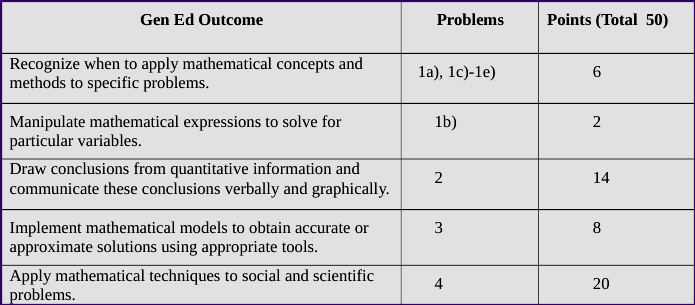 Gen Ed Outcome Problems Points (Total 50)
Recognize when to apply mathematical concepts and
methods to specific problems.
1a), 1c)-1e) 6
Manipulate mathematical expressions to solve for
particular variables.
1b) 2
Draw conclusions from quantitative information and
communicate these conclusions verbally and graphically.
2 14
Implement mathematical models to obtain accurate or
approximate solutions using appropriate tools.
3 8
Apply mathematical techniques to social and scientific
problems.
4 20